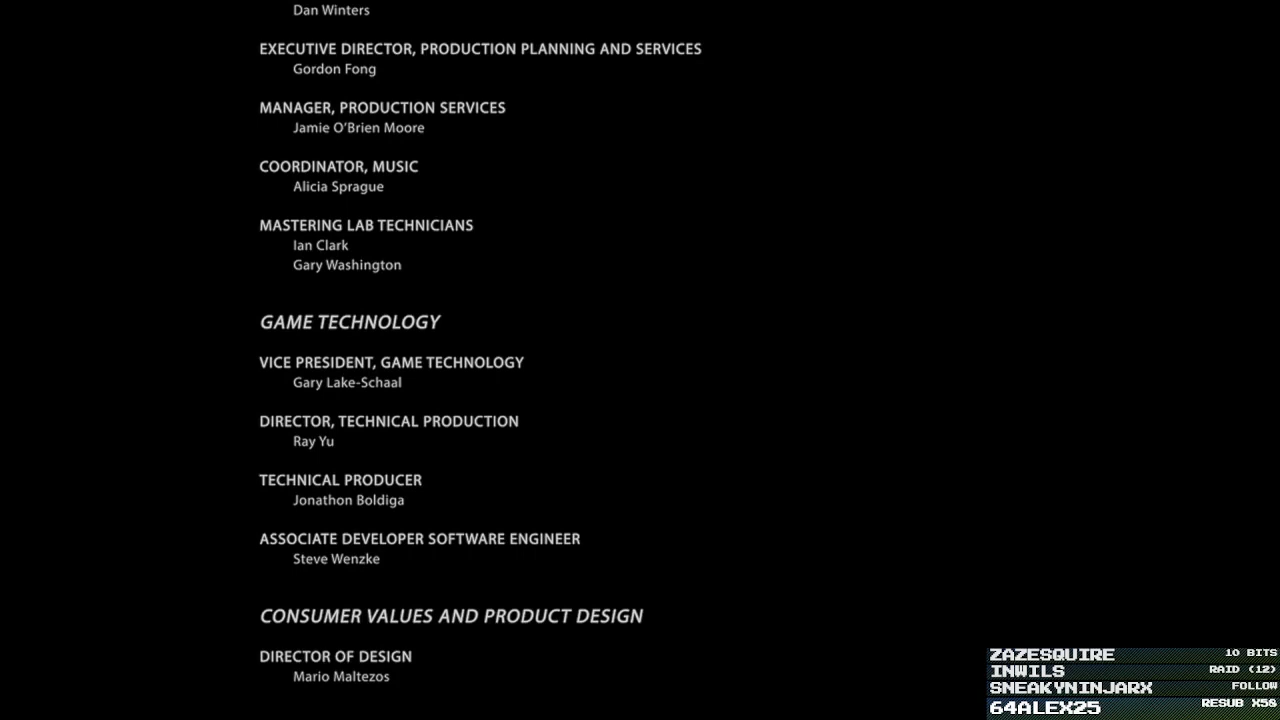 Dan Winters
EXECUTIVE DIRECTOR, PRODUCTION PLANNING AND SERVICES
Gordon Fong
MANAGER, PRODUCTION SERVICES
Jamie O’Brien Moore
COORDINATOR, MUSIC
Alicia Sprague
MASTERING LAB TECHNICIANS
Ian Clark
Gary Washington
GAME TECHNOLOGY
VICE PRESIDENT, GAME TECHNOLOGY
Gary Lake-Schaal
DIRECTOR, TECHNICAL PRODUCTION
Ray Yu
TECHNICAL PRODUCER
Jonathon Boldiga
ASSOCIATE DEVELOPER SOFTWARE ENGINEER
Steve Wenzke
CONSUMER VALUES AND PRODUCT DESIGN
DIRECTOR OF DESIGN
Mario Maltezos
ZAZESQUIRE 10 BITS
INWILS RAID (12)
SNEAKYNINJARX FOLLOW
64ALEX25 RESUB X50